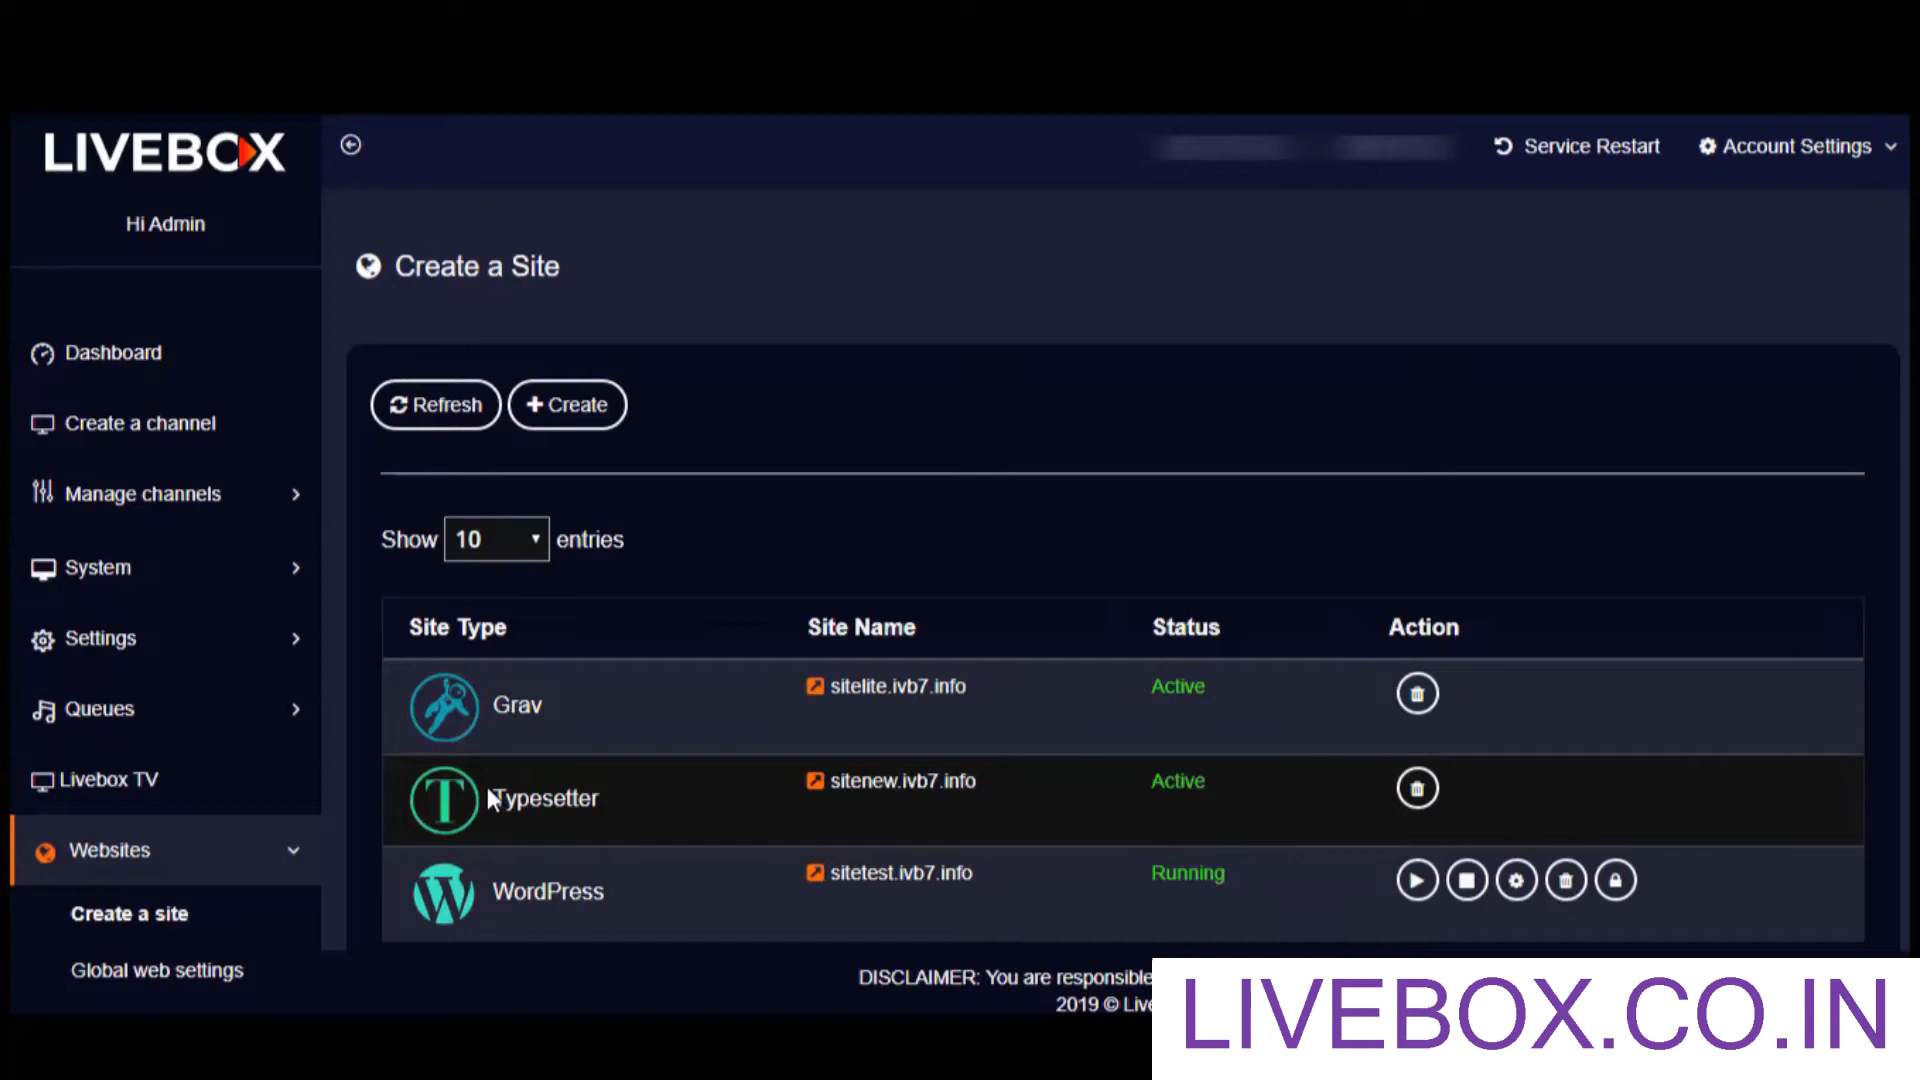 LIVEBOX
Hi Admin
Service Restart
Account Settings
Create a Site
Dashboard
Create a channel
Manage channels
System
Settings
Queues
Livebox TV
Websites
Create a site
Global web settings
Refresh
Create
Show 10 entries
Site Type Site Name Status Action
Grav sitelite.ivb7.info Active
Typesetter sitenew.ivb7.info Active
WordPress sitetest.ivb7.info Running
DISCLAIMER: You are responsible
2019 © Live
LIVEBOX.CO.IN